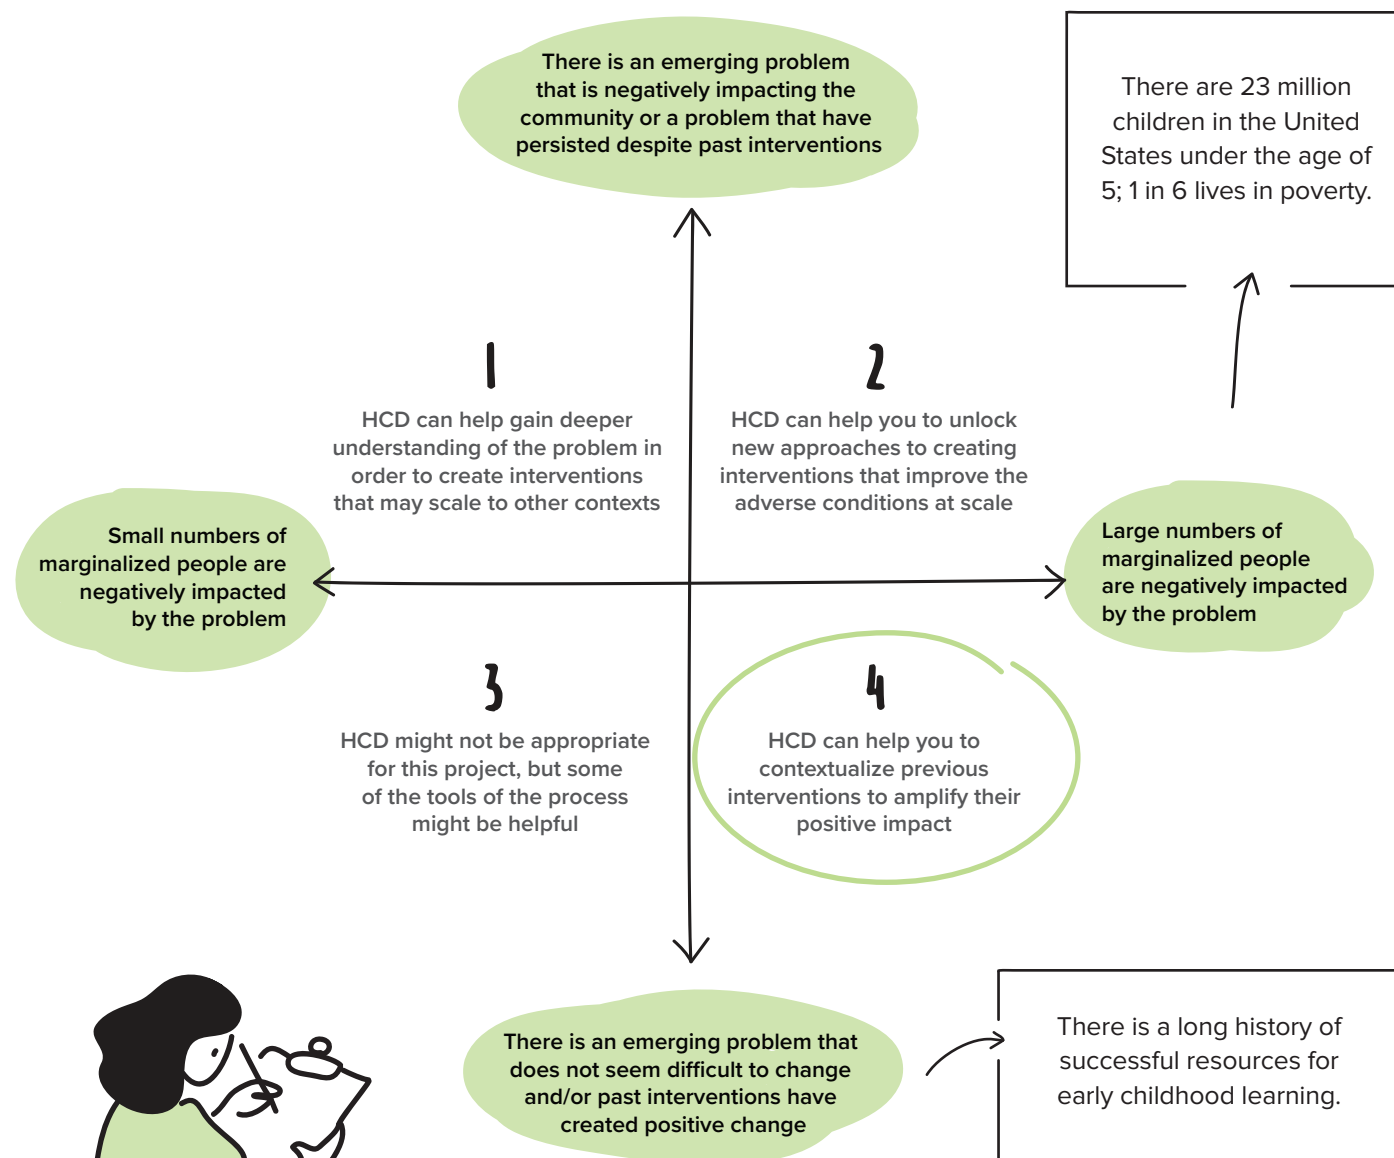 There is an emerging problem
that is negatively impacting the
community or a problem that have
persisted despite past interventions
There are 23 million
children in the United
States under the age of
5; 1 in 6 lives in poverty.
1
HCD can help gain deeper
understanding of the problem in
order to create interventions
that may scale to other contexts
2
HCD can help you to unlock
new approaches to creating
interventions that improve the
adverse conditions at scale
Small numbers of
marginalized people are
negatively impacted
by the problem
Large numbers of
marginalized people
are negatively impacted
by the problem
3
HCD might not be appropriate
for this project, but some
of the tools of the process
might be helpful
4
HCD can help you to
contextualize previous
interventions to amplify their
positive impact
There is an emerging problem that
does not seem difficult to change
and/or past interventions have
created positive change
There is a long history of
successful resources for
early childhood learning.